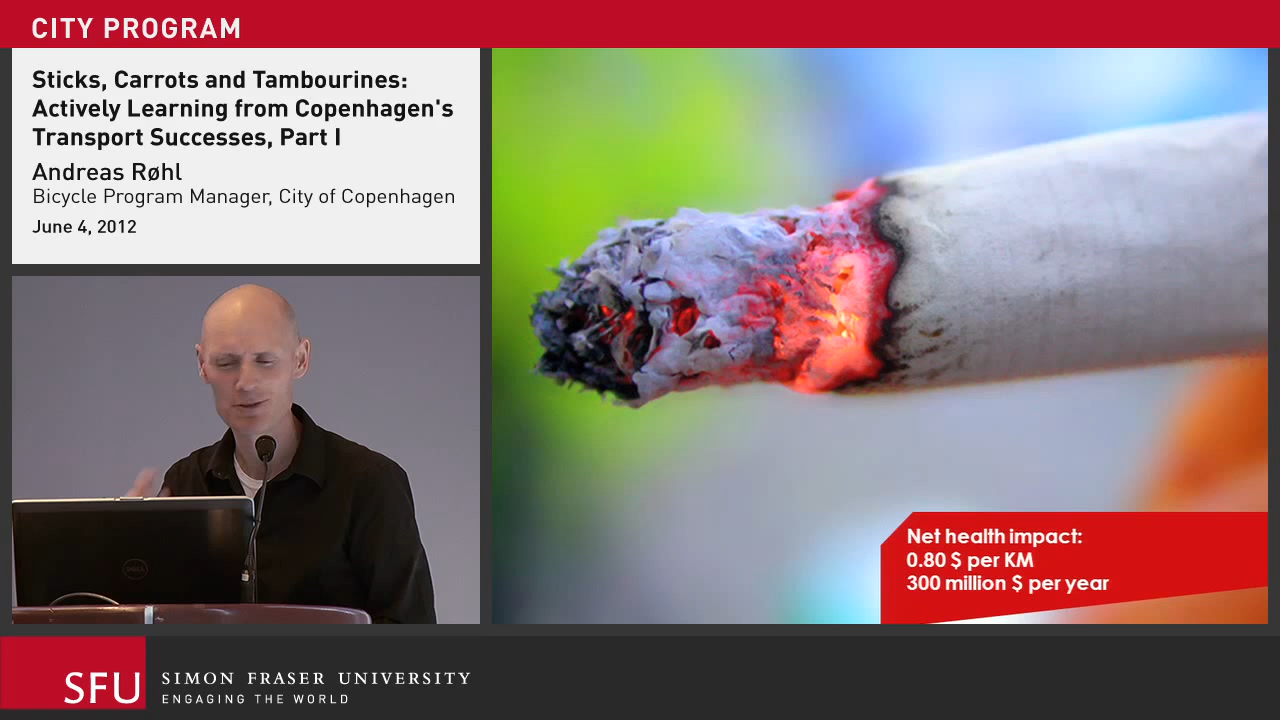 CITY PROGRAM
Sticks, Carrots and Tambourines:
Actively Learning from Copenhagen's
Transport Successes, Part I
Andreas Røhl
Bicycle Program Manager, City of Copenhagen
June 4, 2012
Net health impact:
0.80 $ per KM
300 million $ per year
DELL
SFU
SIMON FRASER UNIVERSITY
ENGAGING THE WORLD